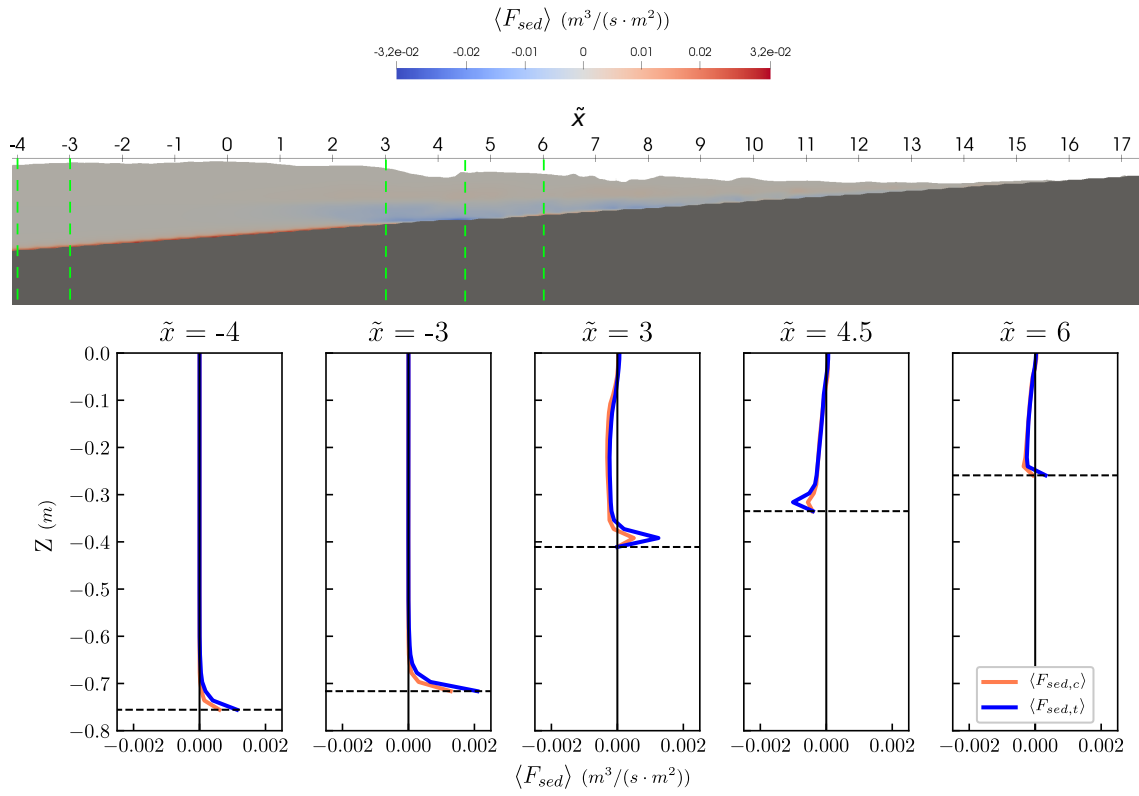 ⟨F_sed⟩ (m³/(s · m²))
-3,2e-02 -0.02 -0.01 0 0.01 0.02 3,2e-02
x̃
-4 -3 -2 -1 0 1 2 3 4 5 6 7 8 9 10 11 12 13 14 15 16 17
x̃ = -4 x̃ = -3 x̃ = 3 x̃ = 4.5 x̃ = 6
0.0
−0.1
−0.2
−0.3
−0.4
−0.5
−0.6
−0.7
−0.8
Z (m)
⟨F_sed,c⟩
⟨F_sed,t⟩
−0.002 0.000 0.002 −0.002 0.000 0.002 −0.002 0.000 0.002 −0.002 0.000 0.002 −0.002 0.000 0.002
⟨F_sed⟩ (m³/(s · m²))